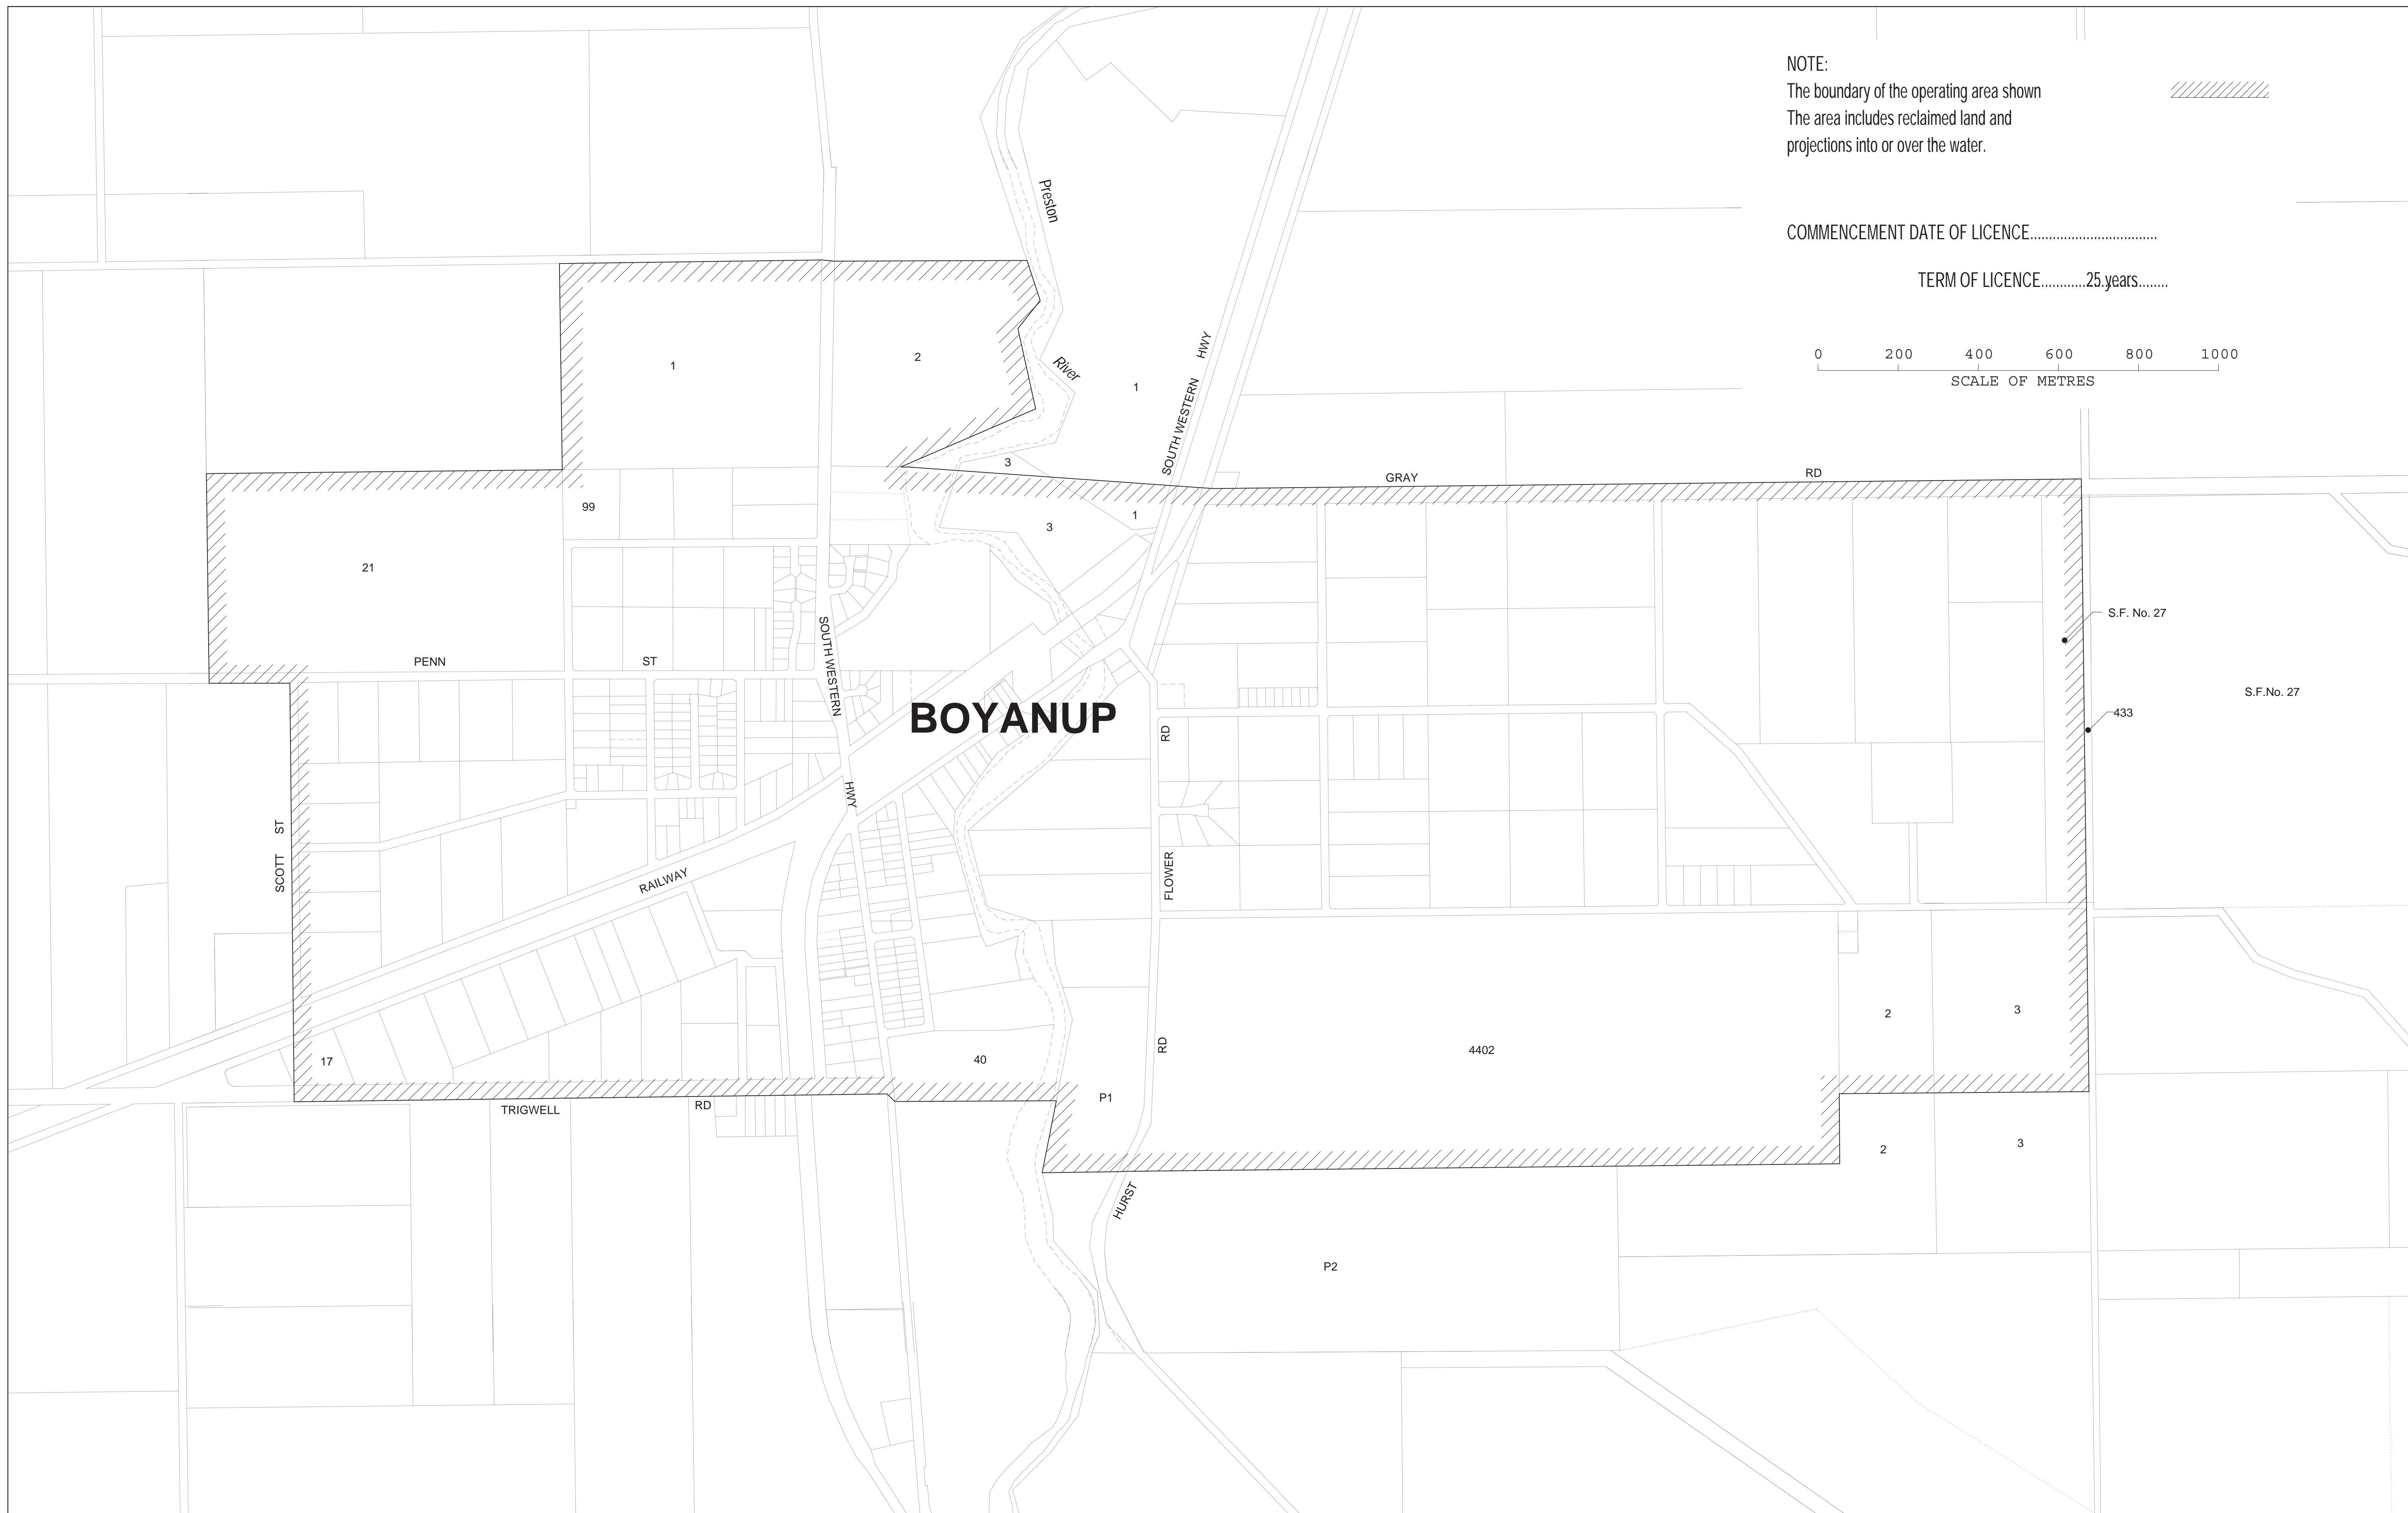 NOTE:
The boundary of the operating area shown
The area includes reclaimed land and
projections into or over the water.
COMMENCEMENT DATE OF LICENCE..................................
TERM OF LICENCE............25 years........
0 200 400 600 800 1000
SCALE OF METRES
Preston
River
SOUTH WESTERN HWY
1
2
1
3
GRAY RD
99
3
1
21
S.F. No. 27
PENN ST
SOUTH WESTERN
S.F.No. 27
BOYANUP
433
RD
HWY
SCOTT ST
FLOWER
RAILWAY
2
3
17
40
RD
4402
P1
TRIGWELL RD
2
3
HURST
P2